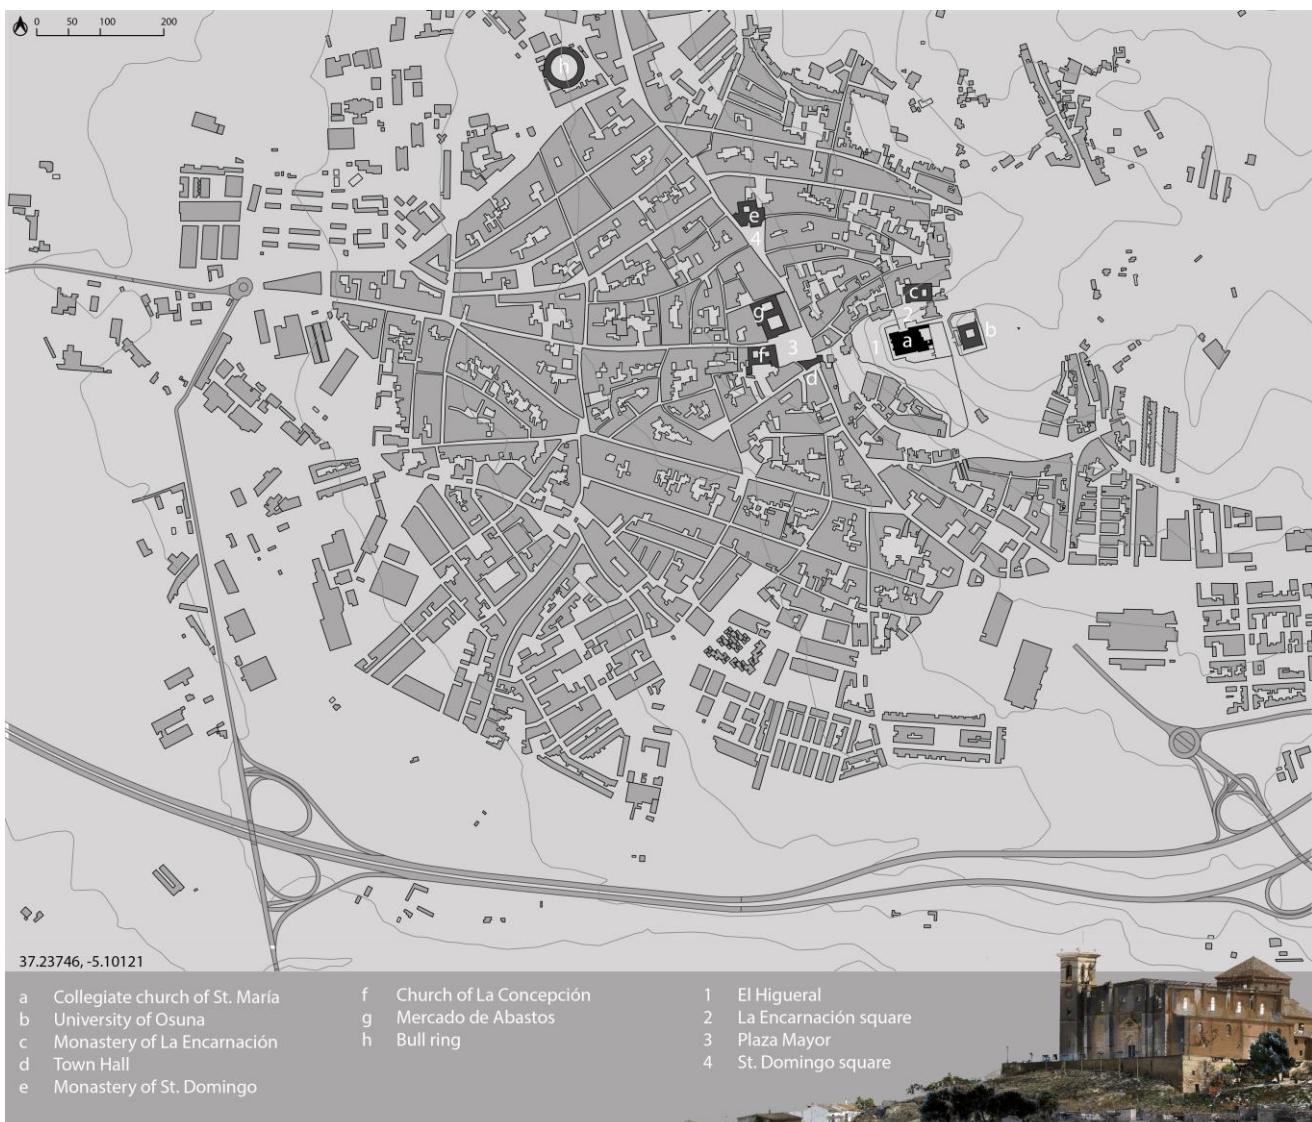 0 50 100 200
h
e
4
c
g
2
b
a
3
1
f
d
37.23746, -5.10121
a Collegiate church of St. María
b University of Osuna
c Monastery of La Encarnación
d Town Hall
e Monastery of St. Domingo
f Church of La Concepción
g Mercado de Abastos
h Bull ring
1 El Higueral
2 La Encarnación square
3 Plaza Mayor
4 St. Domingo square